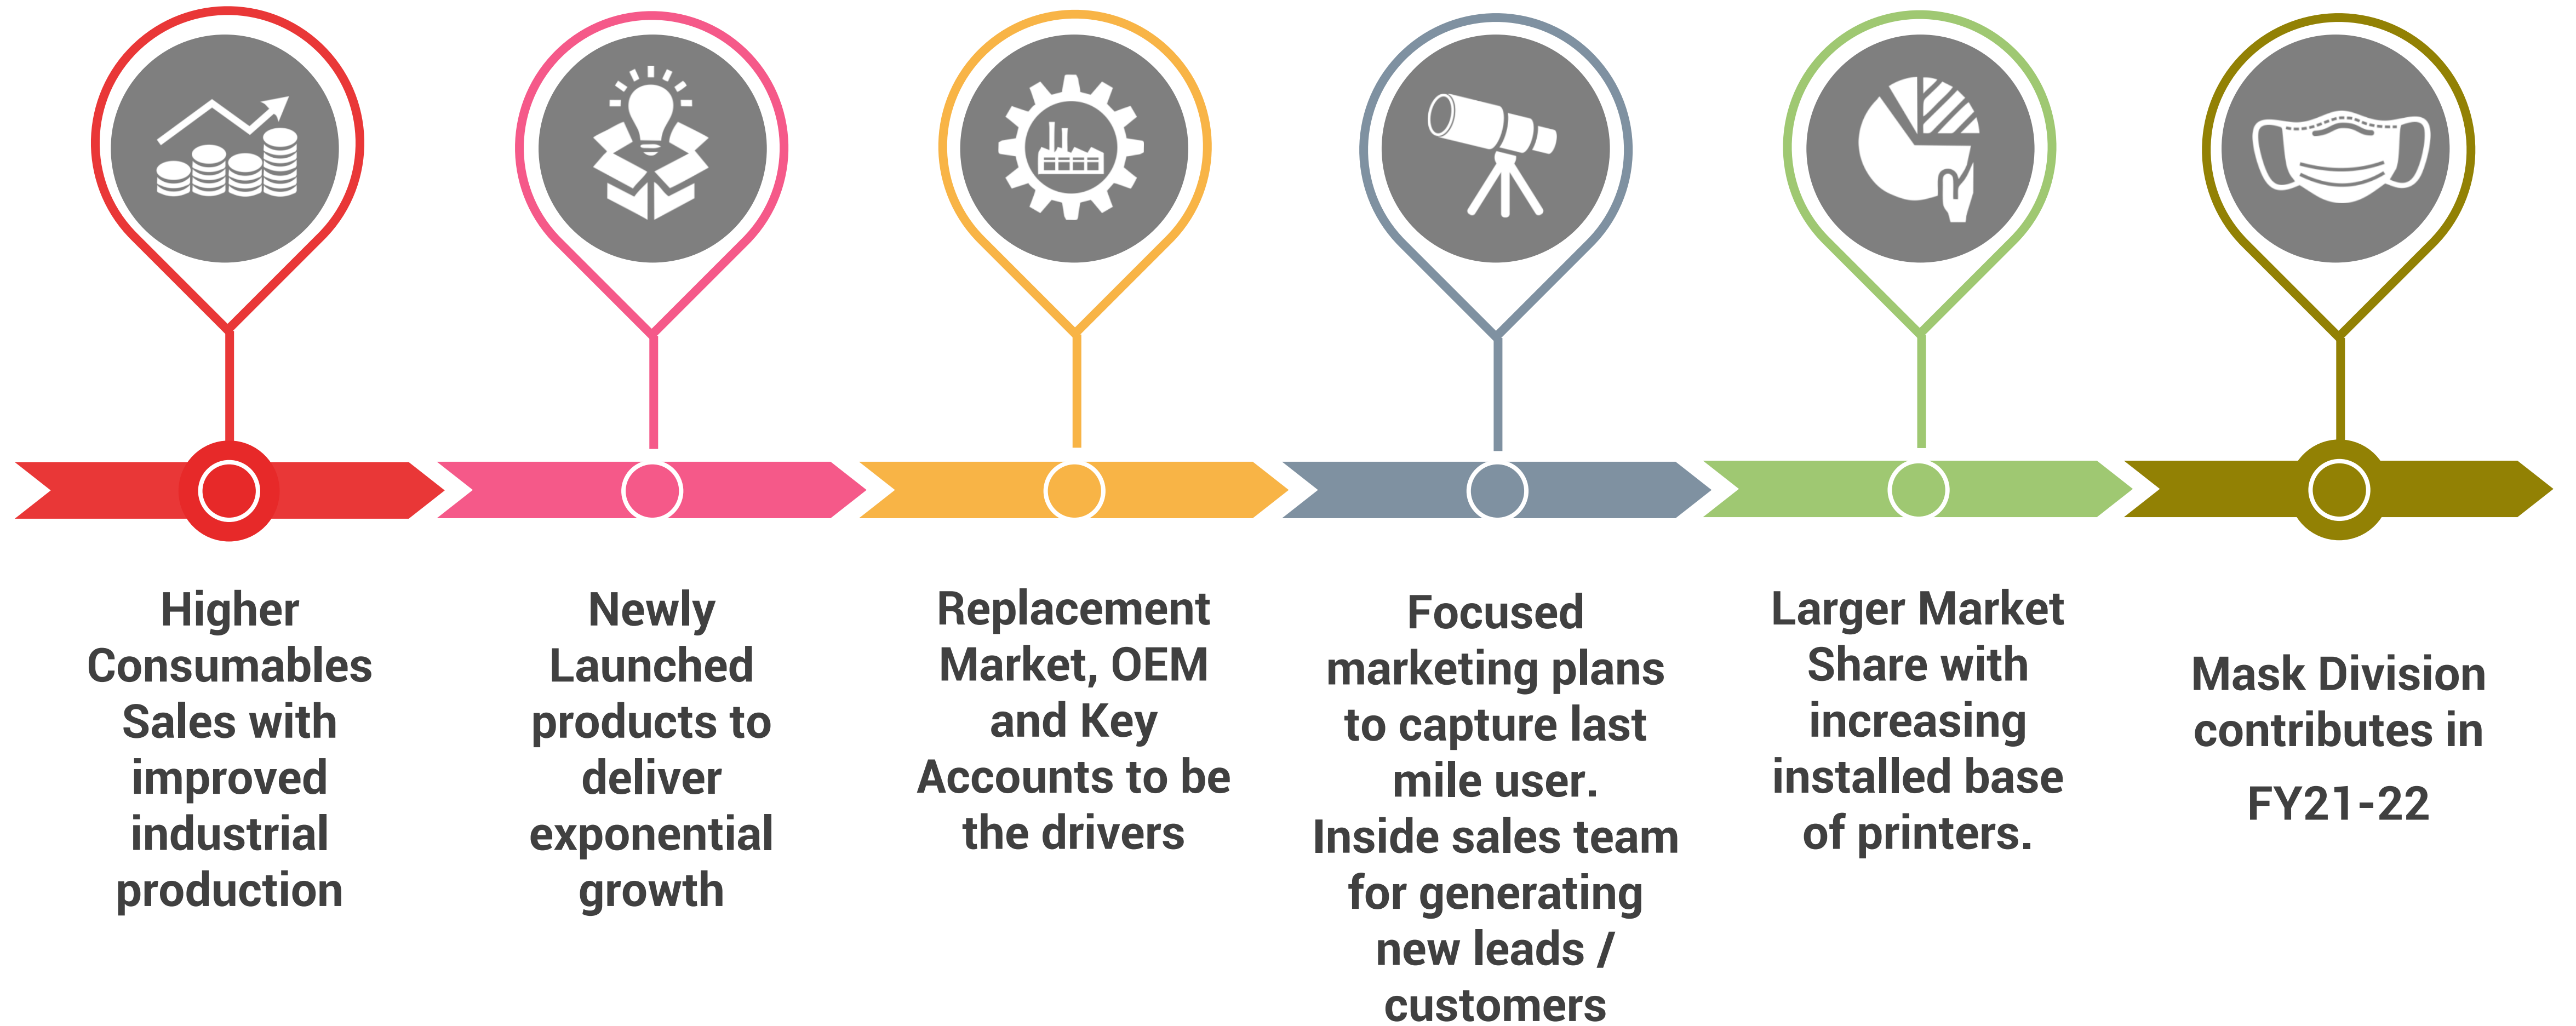 Higher
Consumables
Sales with
improved
industrial
production
Newly
Launched
products to
deliver
exponential
growth
Replacement
Market, OEM
and Key
Accounts to be
the drivers
Focused
marketing plans
to capture last
mile user.
Inside sales team
for generating
new leads /
customers
Larger Market
Share with
increasing
installed base
of printers.
Mask Division
contributes in
FY21-22